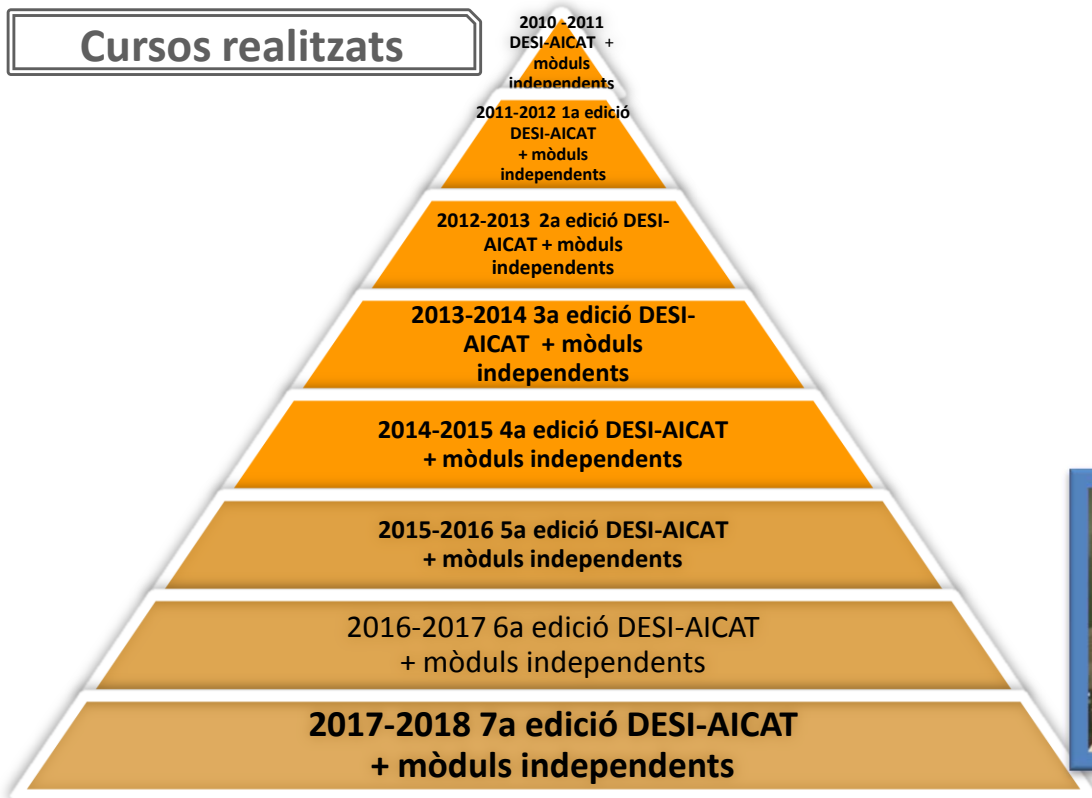 Cursos realitzats
2010 -2011
DESI-AICAT +
mòduls
independents
2011-2012 1a edició
DESI-AICAT
+ mòduls
independents
2012-2013 2a edició DESI-
AICAT + mòduls
independents
2013-2014 3a edició DESI-
AICAT + mòduls
independents
2014-2015 4a edició DESI-AICAT
+ mòduls independents
2015-2016 5a edició DESI-AICAT
+ mòduls independents
2016-2017 6a edició DESI-AICAT
+ mòduls independents
2017-2018 7a edició DESI-AICAT
+ mòduls independents